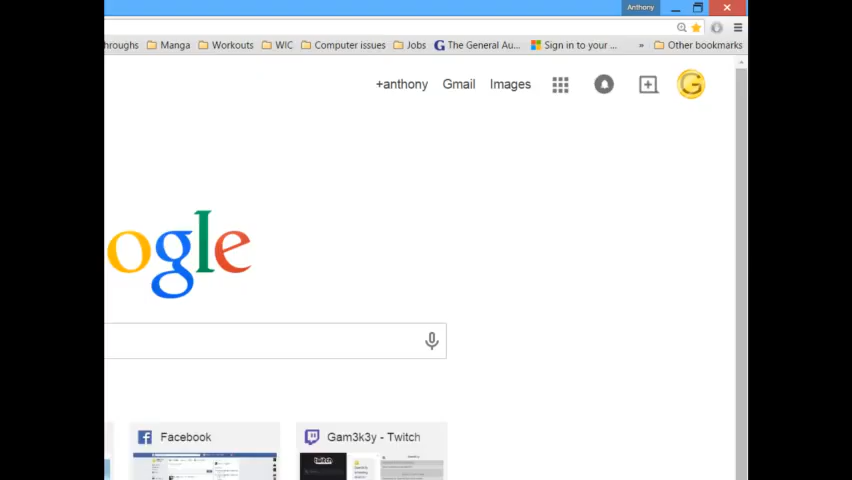 Anthony
hroughs Manga Workouts WIC Computer issues Jobs The General Au... Sign in to your ... » Other bookmarks
+anthony Gmail Images
ogle
Facebook Gam3k3y - Twitch
twitch